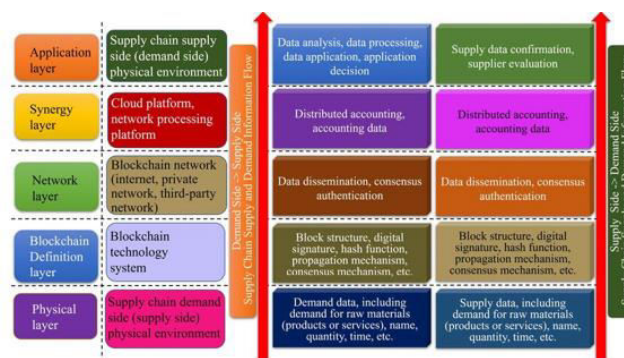 Application
layer
Supply chain supply
side (demand side)
physical environment
Data analysis, data processing,
data application, application
decision
Supply data confirmation,
supplier evaluation
Synergy
layer
Cloud platform,
network processing
platform
Distributed accounting,
accounting data
Distributed accounting,
accounting data
Network
layer
Blockchain network
(internet, private
network, third-party
network)
Data dissemination, consensus
authentication
Data dissemination, consensus
authentication
Blockchain
Definition
layer
Blockchain
technology
system
Block structure, digital
signature, hash function,
propagation mechanism,
consensus mechanism, etc.
Block structure, digital
signature, hash function,
propagation mechanism,
consensus mechanism, etc.
Physical
layer
Supply chain demand
side (supply side)
physical environment
Demand data, including
demand for raw materials
(products or services), name,
quantity, time, etc.
Supply data, including
demand for raw materials
(products or services), name,
quantity, time, etc.
Demand Side -> Supply Side
Supply Chain Supply and Demand Information Flow
Supply Side -> Demand Side